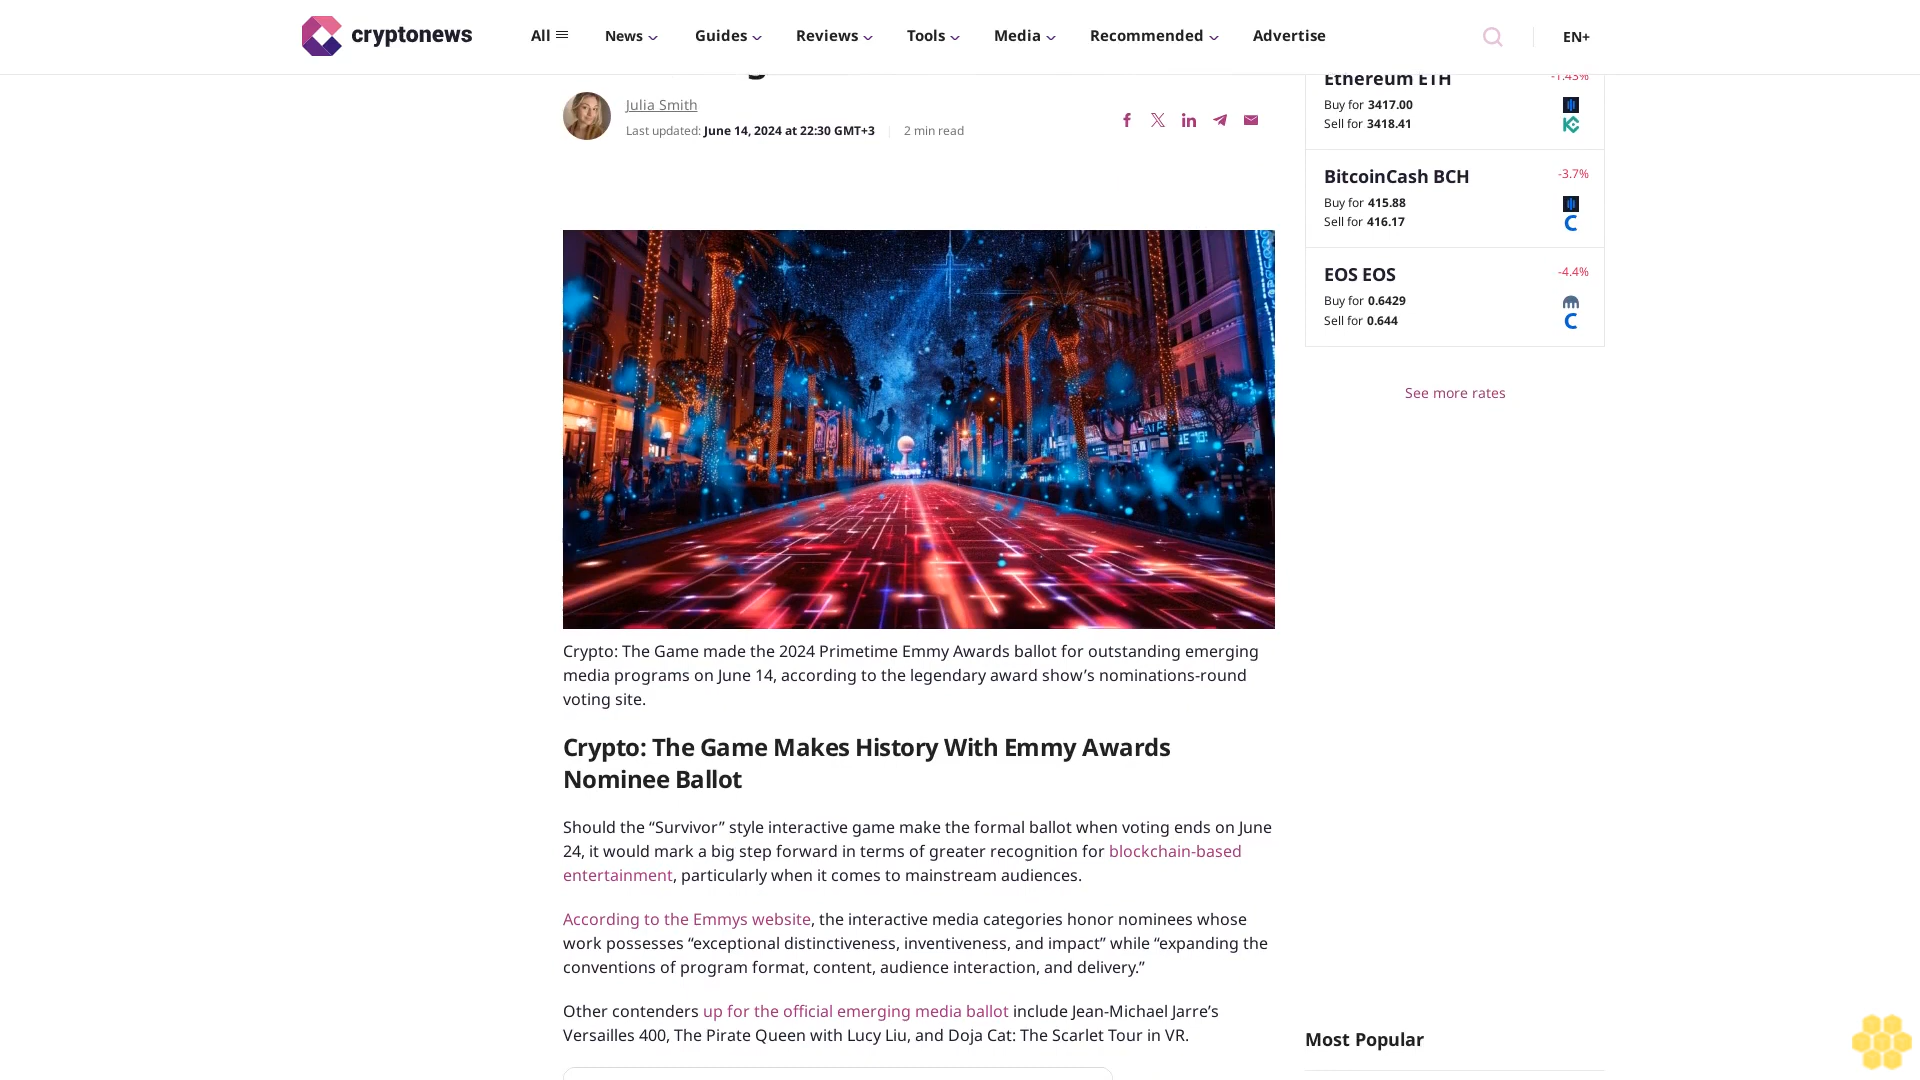 cryptonews
All
News
Guides
Reviews
Tools
Media
Recommended
Advertise
EN+
Julia Smith
Last updated: June 14, 2024 at 22:30 GMT+3
2 min read
Crypto: The Game made the 2024 Primetime Emmy Awards ballot for outstanding emerging
media programs on June 14, according to the legendary award show’s nominations-round
voting site.
Crypto: The Game Makes History With Emmy Awards
Nominee Ballot
Should the “Survivor” style interactive game make the formal ballot when voting ends on June
24, it would mark a big step forward in terms of greater recognition for blockchain-based
entertainment, particularly when it comes to mainstream audiences.
According to the Emmys website, the interactive media categories honor nominees whose
work possesses “exceptional distinctiveness, inventiveness, and impact” while “expanding the
conventions of program format, content, audience interaction, and delivery.”
Other contenders up for the official emerging media ballot include Jean-Michael Jarre’s
Versailles 400, The Pirate Queen with Lucy Liu, and Doja Cat: The Scarlet Tour in VR.
Ethereum ETH
-1.43%
Buy for 3417.00
Sell for 3418.41
BitcoinCash BCH
-3.7%
Buy for 415.88
Sell for 416.17
EOS EOS
-4.4%
Buy for 0.6429
Sell for 0.644
See more rates
Most Popular